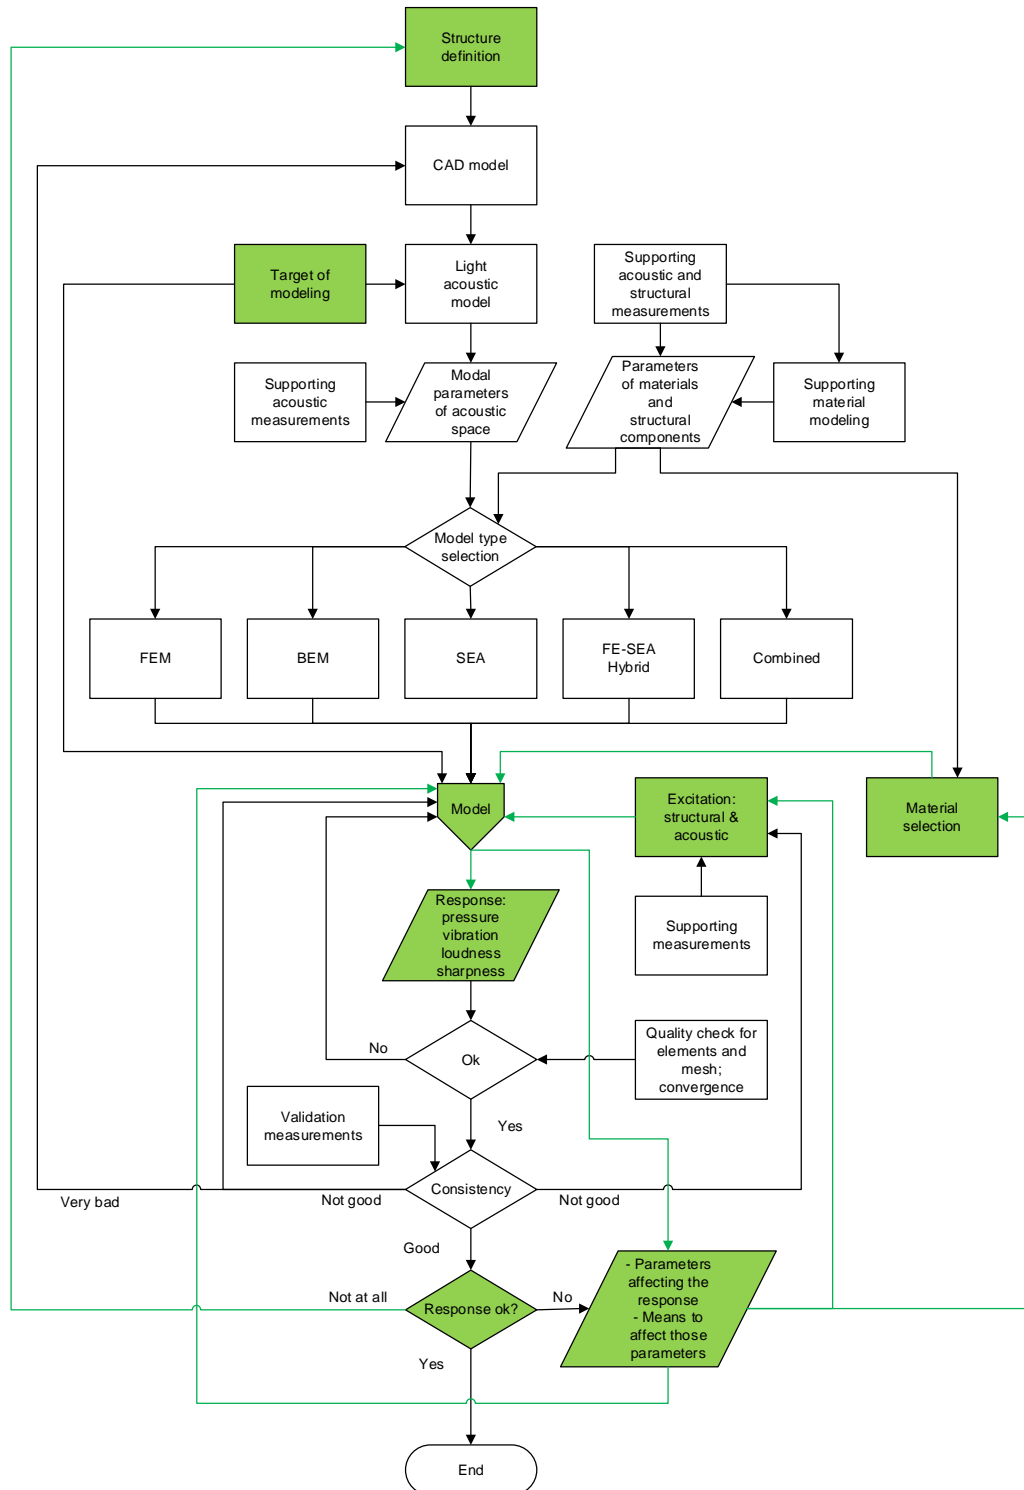 Structure
definition
CAD model
Target of
modeling
Light
acoustic
model
Supporting
acoustic and
structural
measurements
Supporting
acoustic
measurements
Modal
parameters
of acoustic
space
Parameters
of materials
and
structural
components
Supporting
material
modeling
Model type
selection
FEM
BEM
SEA
FE-SEA
Hybrid
Combined
Model
Excitation:
structural &
acoustic
Material
selection
Response:
pressure
vibration
loudness
sharpness
Supporting
measurements
No
Ok
Quality check for
elements and
mesh;
convergence
Yes
Validation
measurements
Consistency
Very bad
Not good
Not good
Good
- Parameters
affecting the
response
- Means to
affect those
parameters
Not at all
Response ok?
No
Yes
End